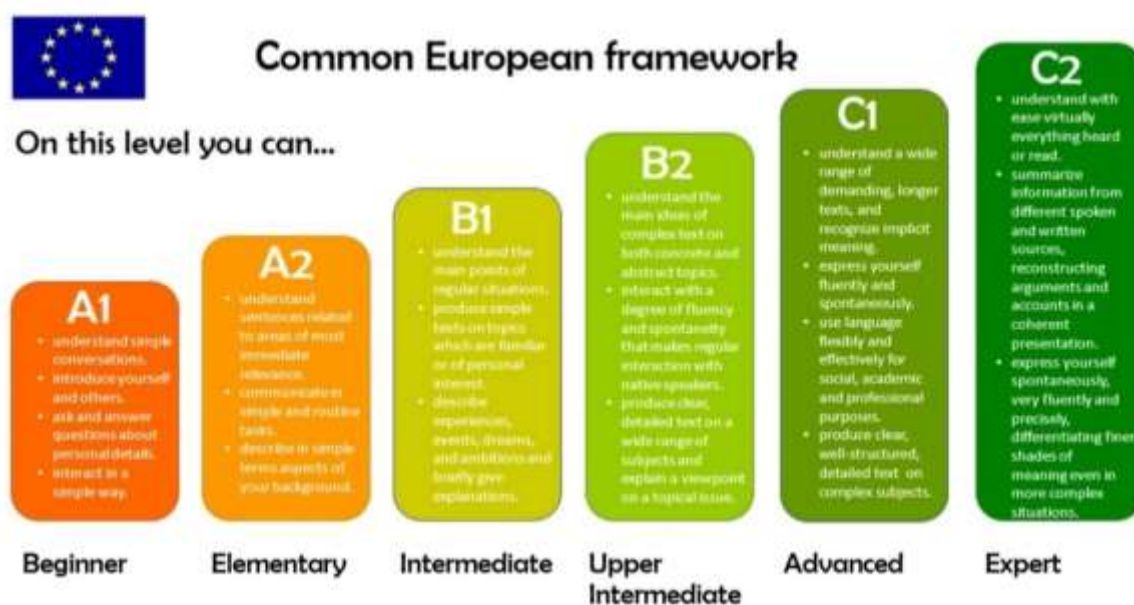 Common European framework
On this level you can...
A1
• understand simple
conversations.
• introduce yourself
and others.
• ask and answer
questions about
personal details.
• interact in a
simple way.
Beginner
A2
• understand
sentences related
to areas of most
immediate
relevance.
• communicate in
simple and routine
tasks.
• describe in simple
terms aspects of
your background.
Elementary
B1
• understand the
main points of
regular situations.
• produce simple
texts on topics
which are familiar
or of personal
interest.
• describe
experiences,
events, dreams,
and ambitions and
briefly give
explanations.
Intermediate
B2
• understand the
main ideas of
complex text on
both concrete and
abstract topics.
• interact with a
degree of fluency
and spontaneity
that makes regular
interaction with
native speakers.
• produce clear,
detailed text on a
wide range of
subjects and
explain a viewpoint
on a topical issue.
Upper
Intermediate
C1
• understand a wide
range of
demanding, longer
texts, and
recognize implicit
meaning.
• express yourself
fluently and
spontaneously.
• use language
flexibly and
effectively for
social, academic
and professional
purposes.
• produce clear,
well-structured,
detailed text on
complex subjects.
Advanced
C2
• understand with
ease virtually
everything heard
or read.
• summarize
information from
different spoken
and written
sources,
reconstructing
arguments and
accounts in a
coherent
presentation.
• express yourself
spontaneously,
very fluently and
precisely,
differentiating finer
shades of
meaning even in
more complex
situations.
Expert